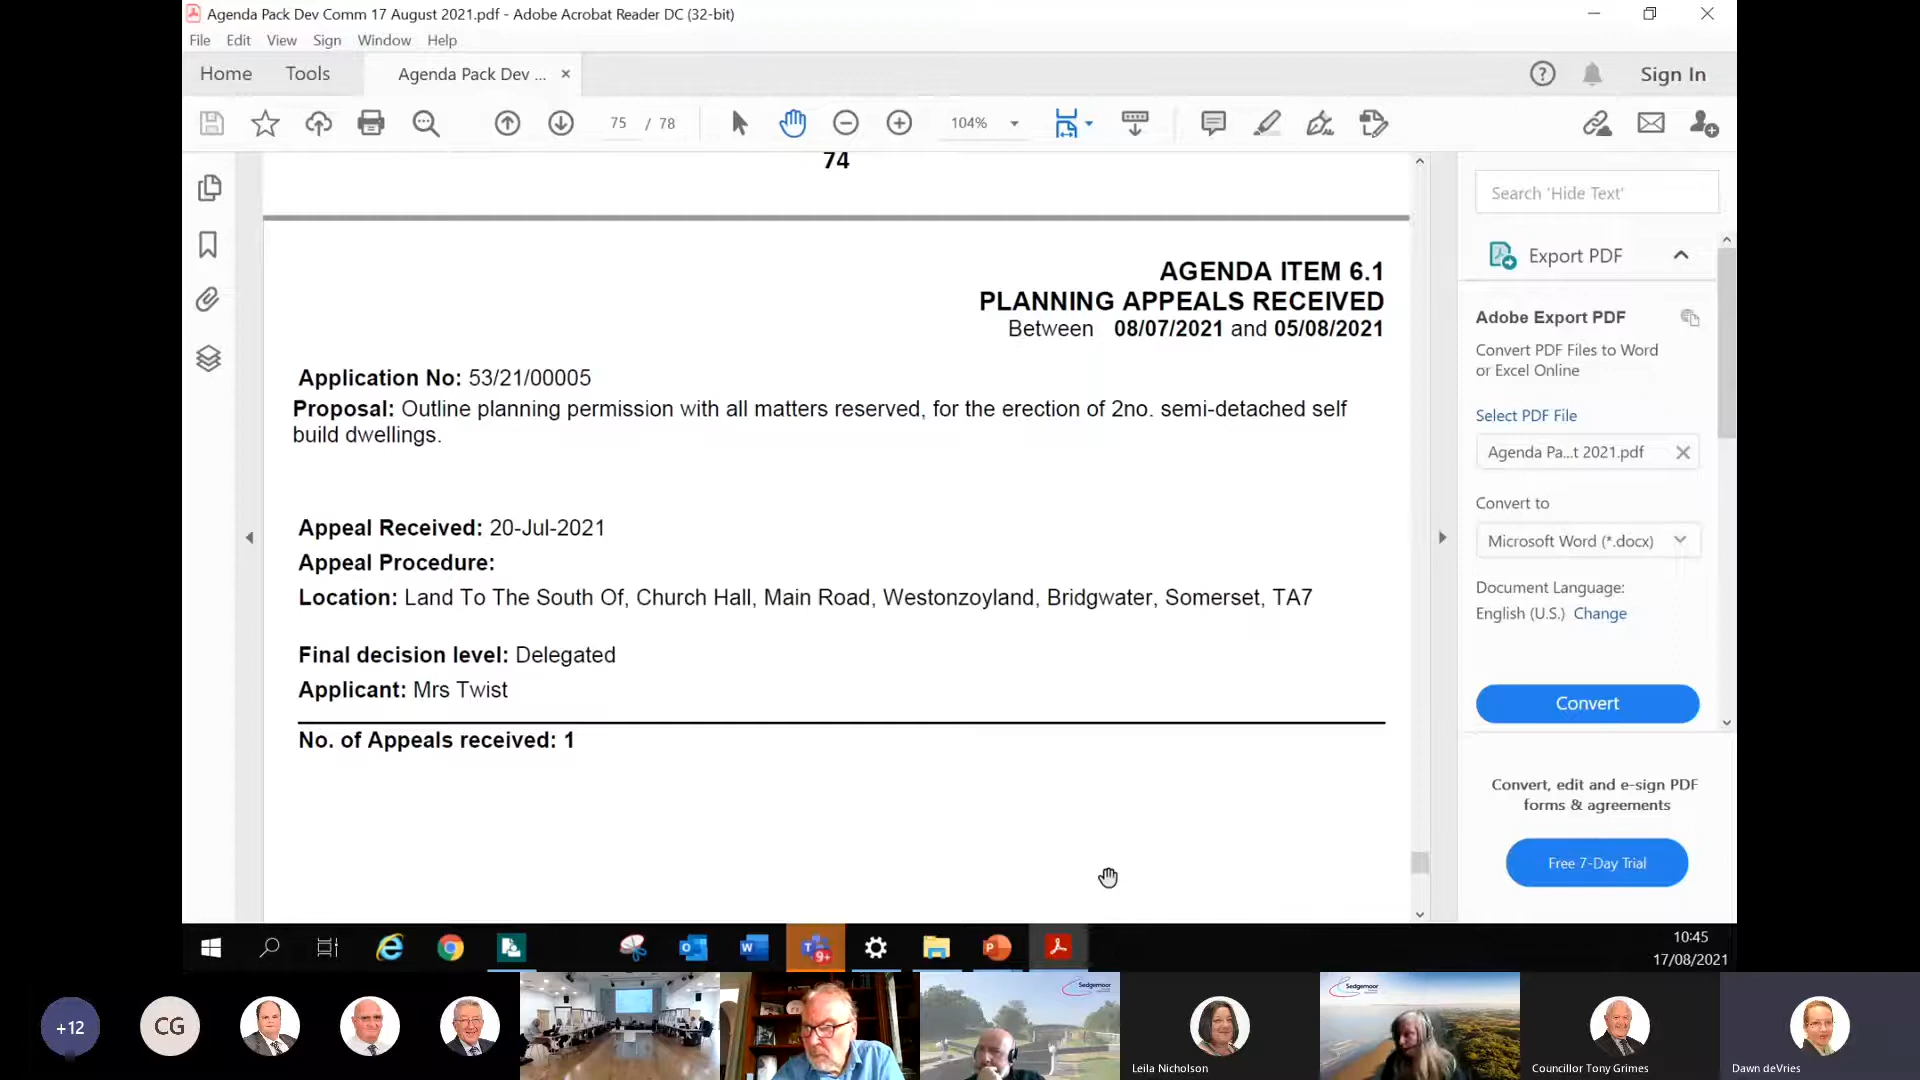 Agenda Pack Dev Comm 17 August 2021.pdf - Adobe Acrobat Reader DC (32-bit)
File Edit View Sign Window Help
Home Tools Agenda Pack Dev ... × Sign In
75 / 78 104%
74
Search 'Hide Text'
Export PDF
AGENDA ITEM 6.1
PLANNING APPEALS RECEIVED
Between 08/07/2021 and 05/08/2021
Application No: 53/21/00005
Proposal: Outline planning permission with all matters reserved, for the erection of 2no. semi-detached self
build dwellings.
Appeal Received: 20-Jul-2021
Appeal Procedure:
Location: Land To The South Of, Church Hall, Main Road, Westonzoyland, Bridgwater, Somerset, TA7
Final decision level: Delegated
Applicant: Mrs Twist
No. of Appeals received: 1
Adobe Export PDF
Convert PDF Files to Word
or Excel Online
Select PDF File
Agenda Pa...t 2021.pdf
Convert to
Microsoft Word (*.docx)
Document Language:
English (U.S.) Change
Convert
Convert, edit and e-sign PDF
forms & agreements
Free 7-Day Trial
9+
10:45
17/08/2021
+12
CG
Sedgemoor
Sedgemoor
Leila Nicholson
Councillor Tony Grimes
Dawn deVries